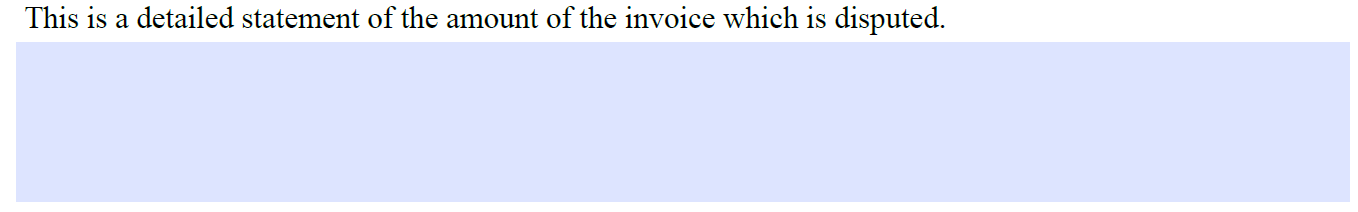 This is a detailed statement of the amount of the invoice which is disputed.